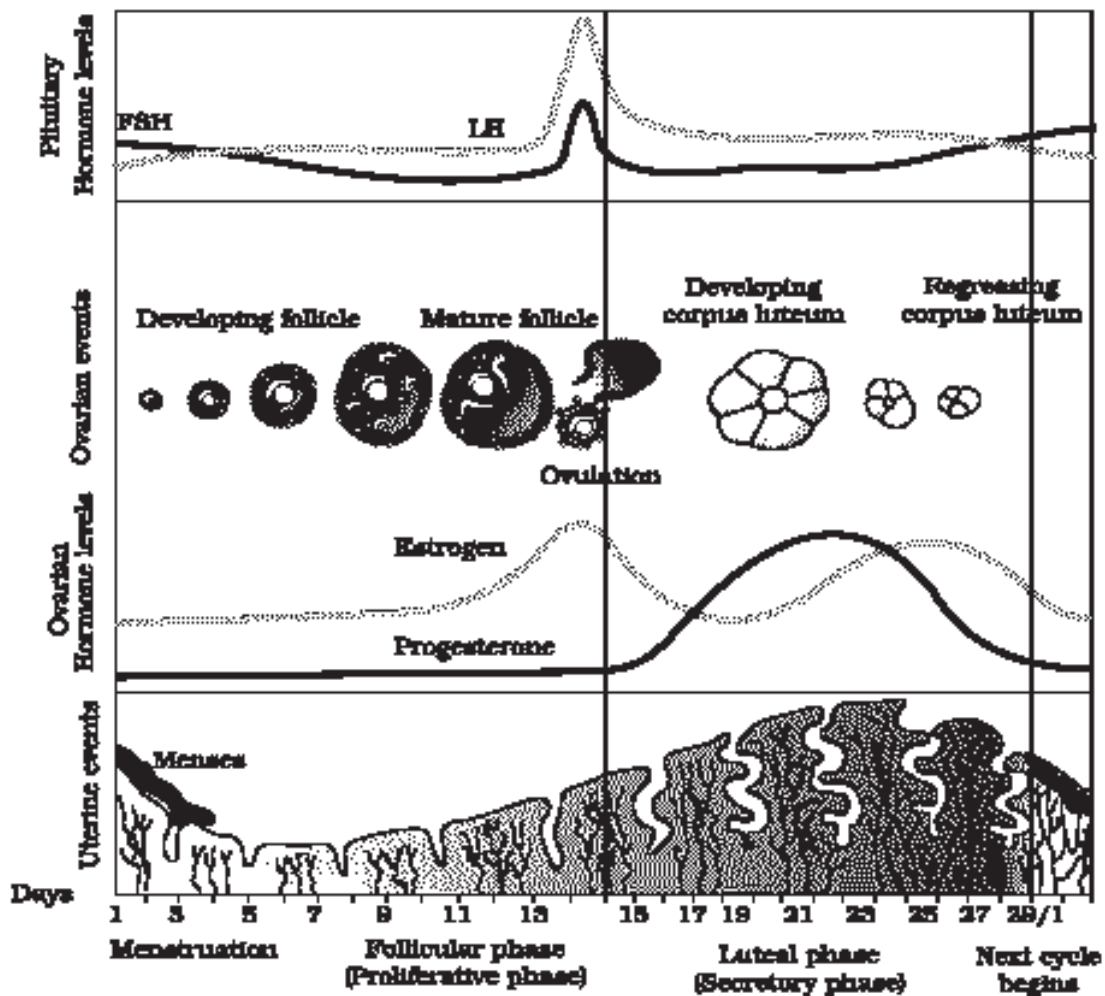 Pituitary
Hormone levels
FSH
LH
Ovarian events
Developing follicle
Mature follicle
Developing
corpus luteum
Regressing
corpus luteum
Ovulation
Ovarian
Hormone levels
Estrogen
Progesterone
Uterine events
Menses
Days
1 3 5 7 9 11 13 15 17 19 21 23 25 27 29/1
Menstruation
Follicular phase
(Proliferative phase)
Luteal phase
(Secretory phase)
Next cycle
begins